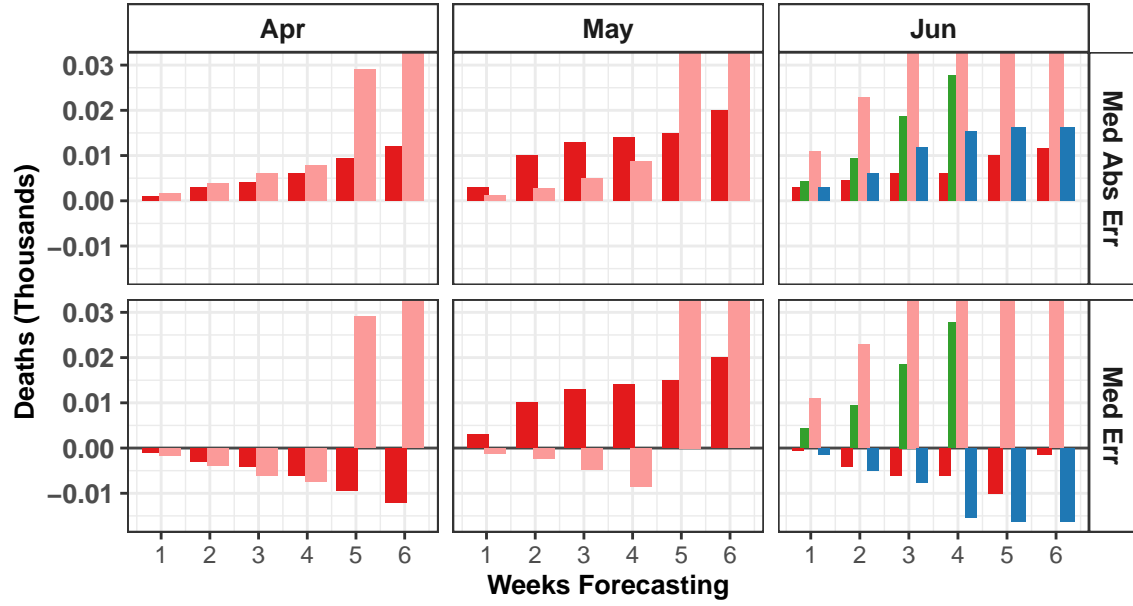 Apr May Jun
0.03
0.02
0.01
0.00
−0.01
Med Abs Err
0.03
0.02
0.01
0.00
−0.01
Med Err
Deaths (Thousands)
1 2 3 4 5 6 1 2 3 4 5 6 1 2 3 4 5 6
Weeks Forecasting